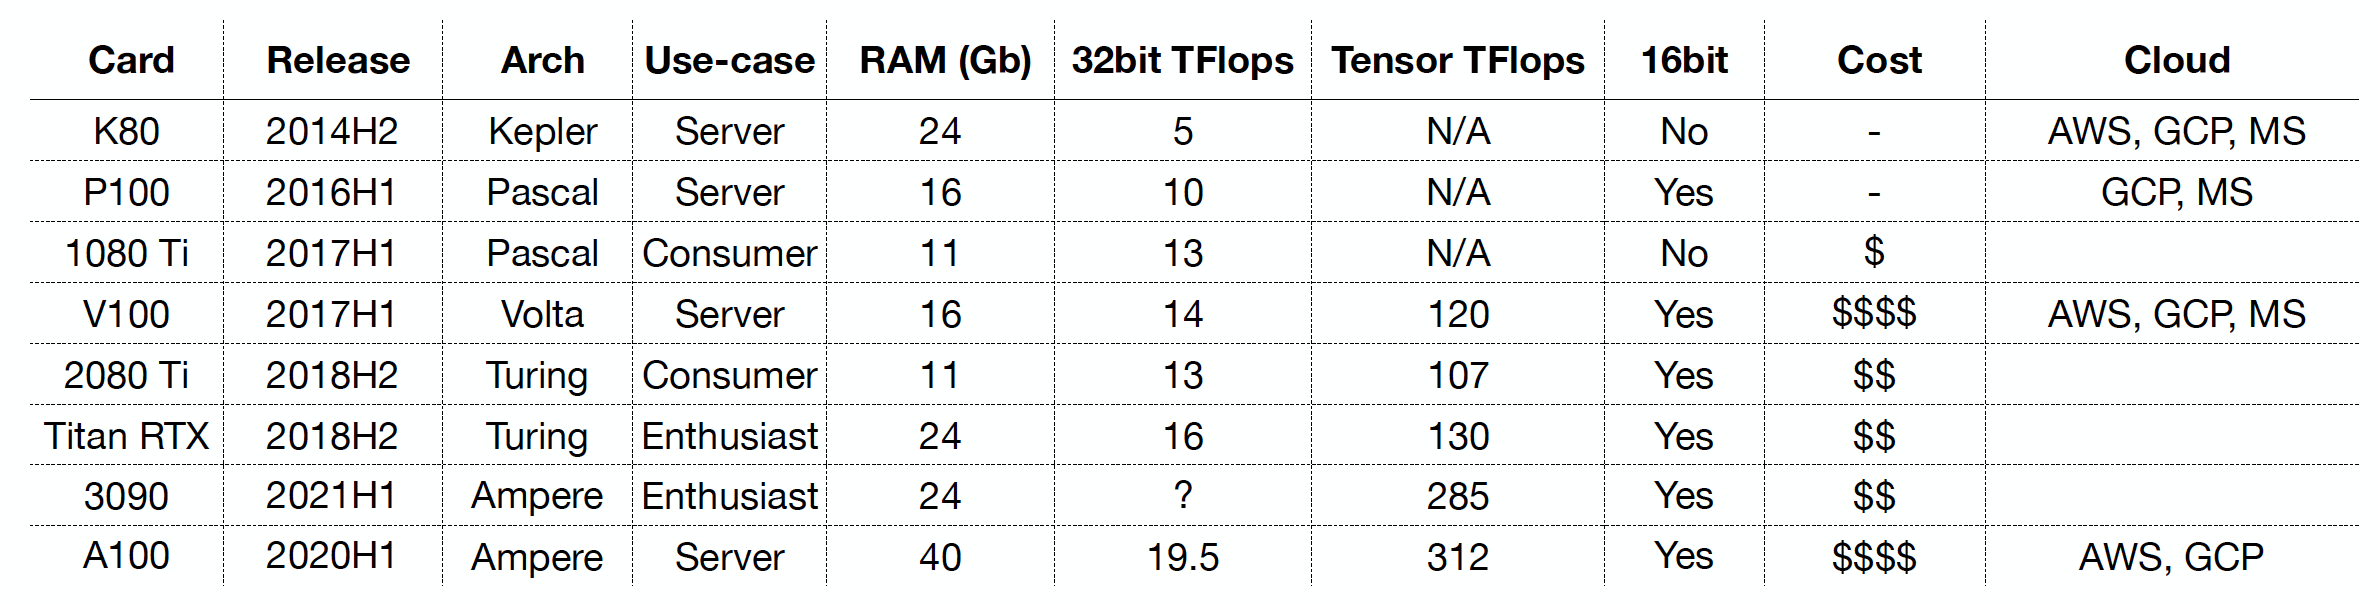 Card Release Arch Use-case RAM (Gb) 32bit TFlops Tensor TFlops 16bit Cost Cloud
K80 2014H2 Kepler Server 24 5 N/A No - AWS, GCP, MS
P100 2016H1 Pascal Server 16 10 N/A Yes - GCP, MS
1080 Ti 2017H1 Pascal Consumer 11 13 N/A No $
V100 2017H1 Volta Server 16 14 120 Yes $$$$ AWS, GCP, MS
2080 Ti 2018H2 Turing Consumer 11 13 107 Yes $$
Titan RTX 2018H2 Turing Enthusiast 24 16 130 Yes $$
3090 2021H1 Ampere Enthusiast 24 ? 285 Yes $$
A100 2020H1 Ampere Server 40 19.5 312 Yes $$$$ AWS, GCP